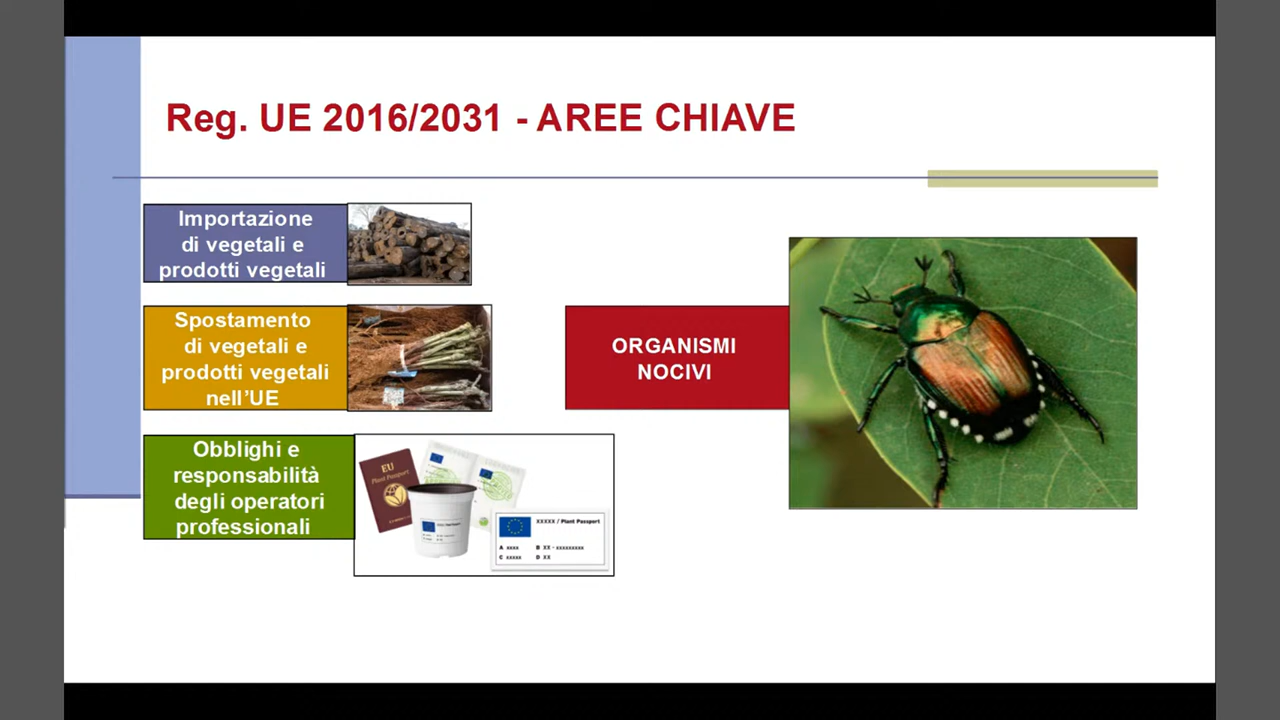 Reg. UE 2016/2031 - AREE CHIAVE
Importazione
di vegetali e
prodotti vegetali
Spostamento
di vegetali e
prodotti vegetali
nell'UE
Obblighi e
responsabilità
degli operatori
professionali
EU
Plant Passport
XXXXX / Plant Passport
A xxxx B XX - xxxxxxxxx
C xxxxx D XX
ORGANISMI
NOCIVI